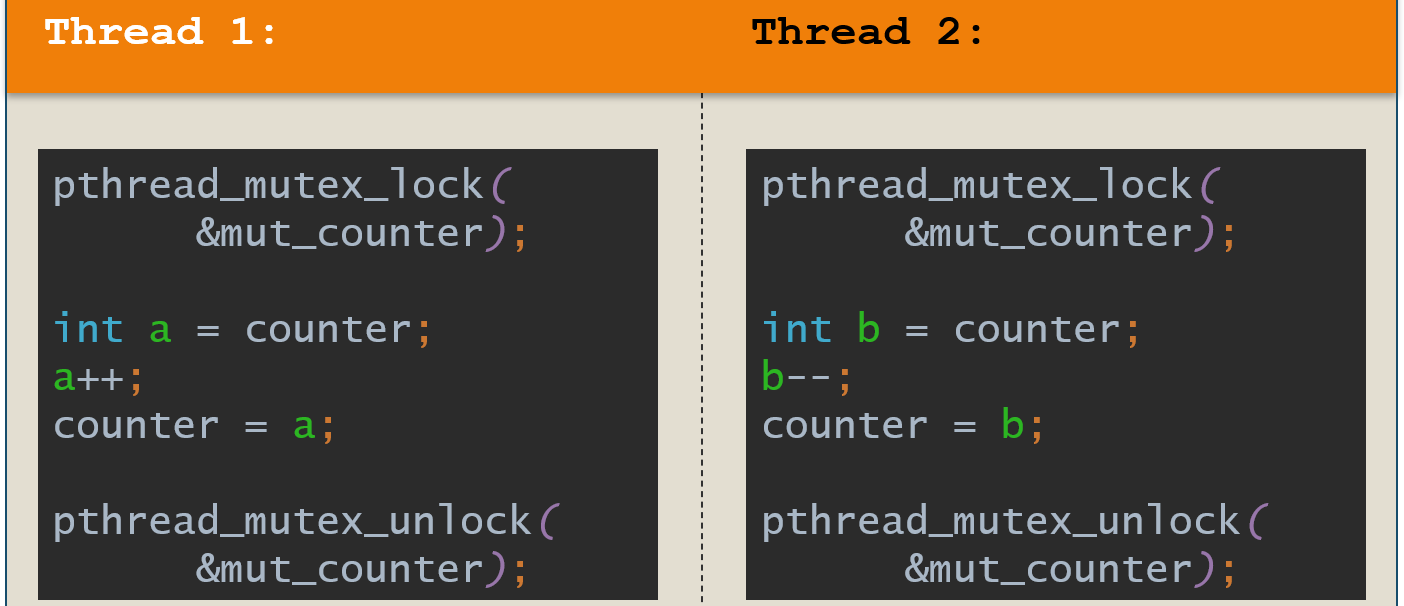 Thread 1:
pthread_mutex_lock(
      &mut_counter);

int a = counter;
a++;
counter = a;

pthread_mutex_unlock(
      &mut_counter);
Thread 2:
pthread_mutex_lock(
      &mut_counter);

int b = counter;
b--;
counter = b;

pthread_mutex_unlock(
      &mut_counter);